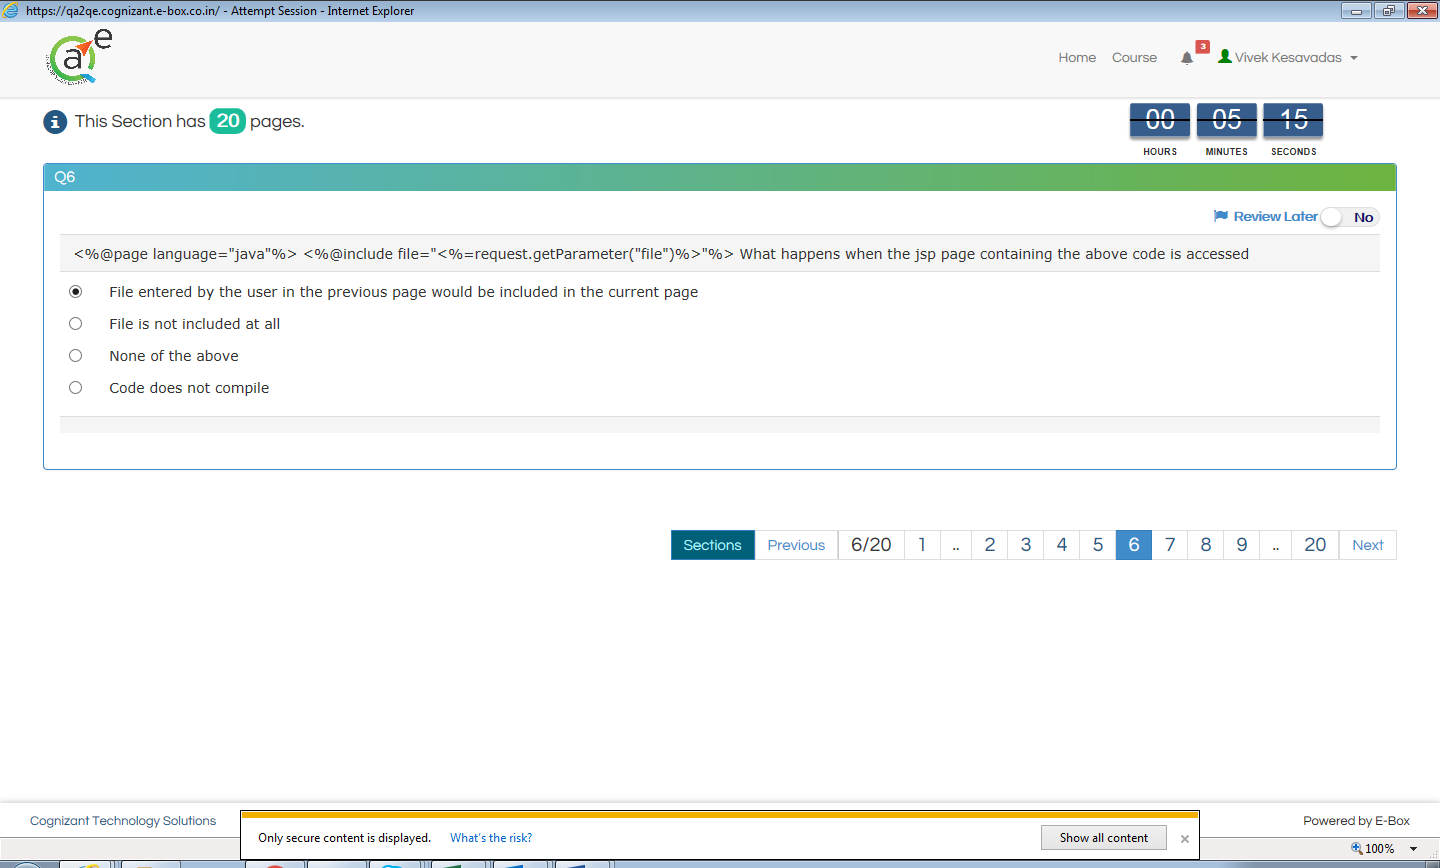 https://qa2qe.cognizant.e-box.co.in/ - Attempt Session - Internet Explorer
a e
Home Course 3 Vivek Kesavadas
This Section has 20 pages.
00 05 15
HOURS MINUTES SECONDS
Q6
Review Later No
<%@page language="java"%> <%@include file="<%=request.getParameter("file")%>"%> What happens when the jsp page containing the above code is accessed
File entered by the user in the previous page would be included in the current page
File is not included at all
None of the above
Code does not compile
Sections Previous 6/20 1 .. 2 3 4 5 6 7 8 9 .. 20 Next
Cognizant Technology Solutions
Powered by E-Box
Only secure content is displayed. What's the risk? Show all content ×
100%